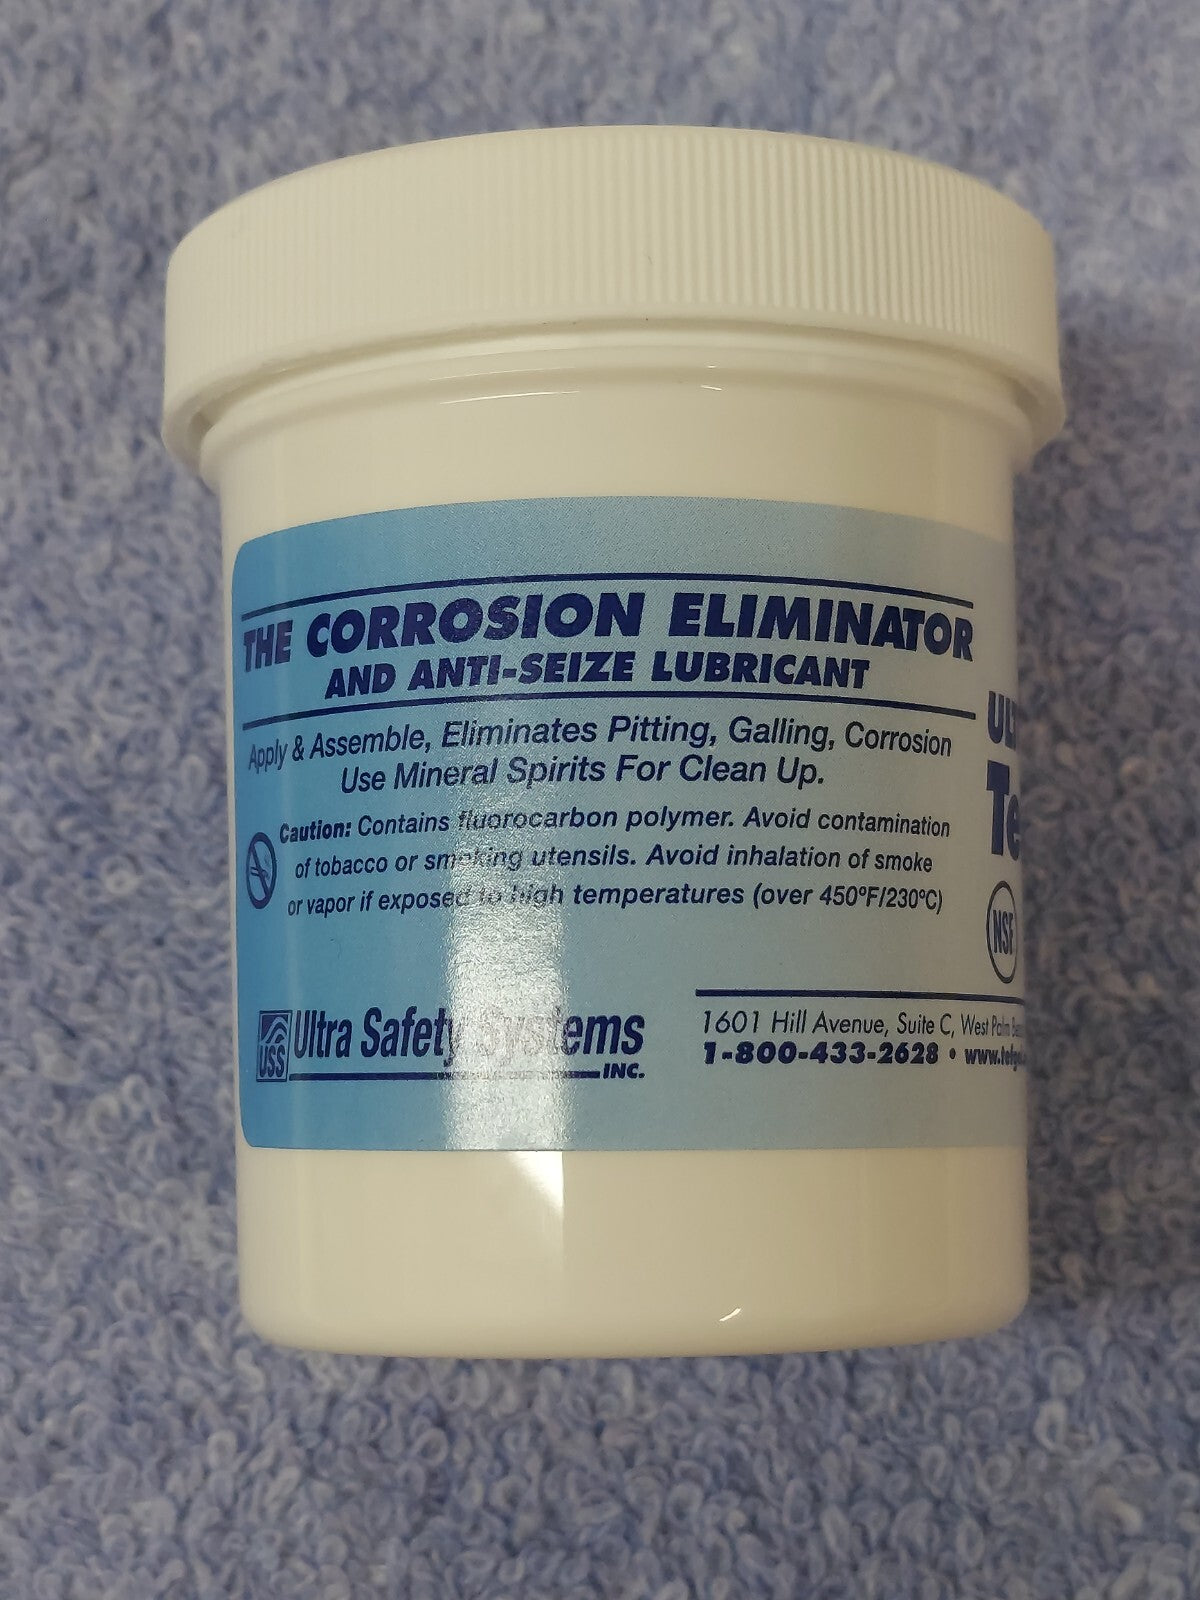 THE CORROSION ELIMINATOR
AND ANTI-SEIZE LUBRICANT
Apply & Assemble, Eliminates Pitting, Galling, Corrosion
Use Mineral Spirits For Clean Up.
Caution: Contains fluorocarbon polymer. Avoid contamination
of tobacco or smoking utensils. Avoid inhalation of smoke
or vapor if exposed to high temperatures (over 450°F/230°C)
USS Ultra Safety Systems
INC.
1601 Hill Avenue, Suite C, West Palm
1-800-433-2628 •
Te
NSF